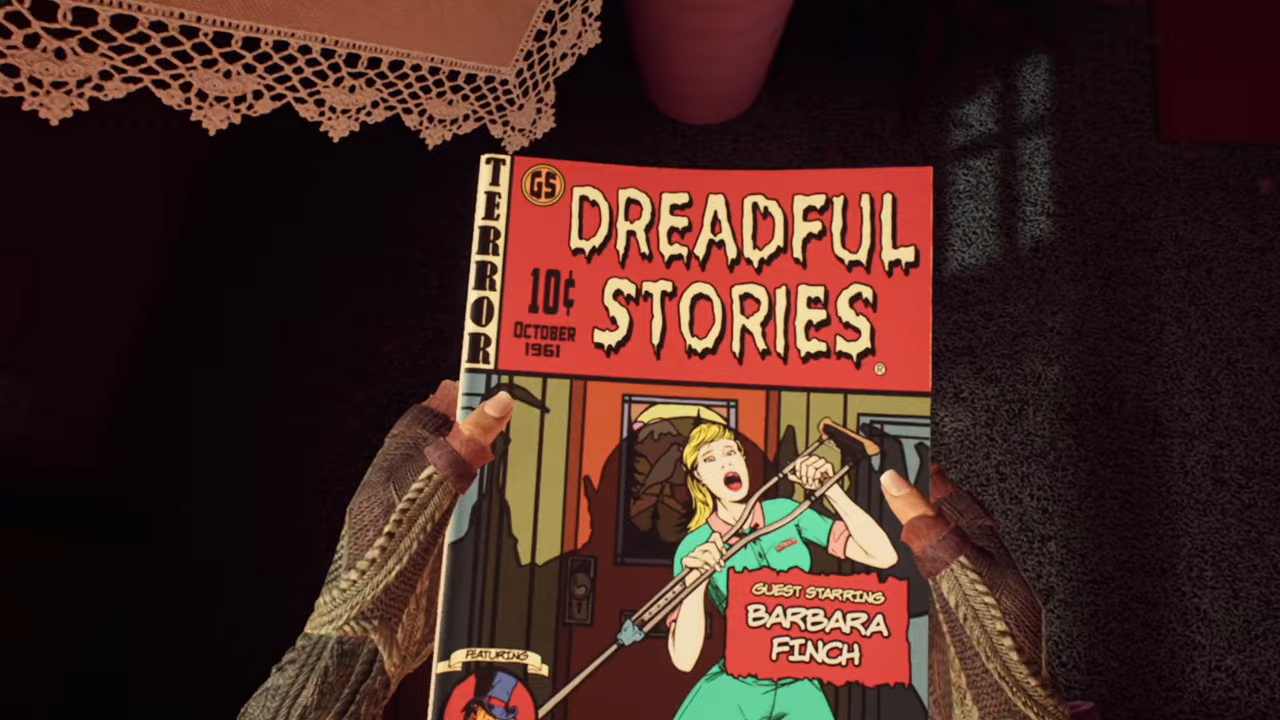 TERROR
GS
DREADFUL
STORIES
®
10¢
OCTOBER
1961
GUEST STARRING
BARBARA
FINCH
FEATURING